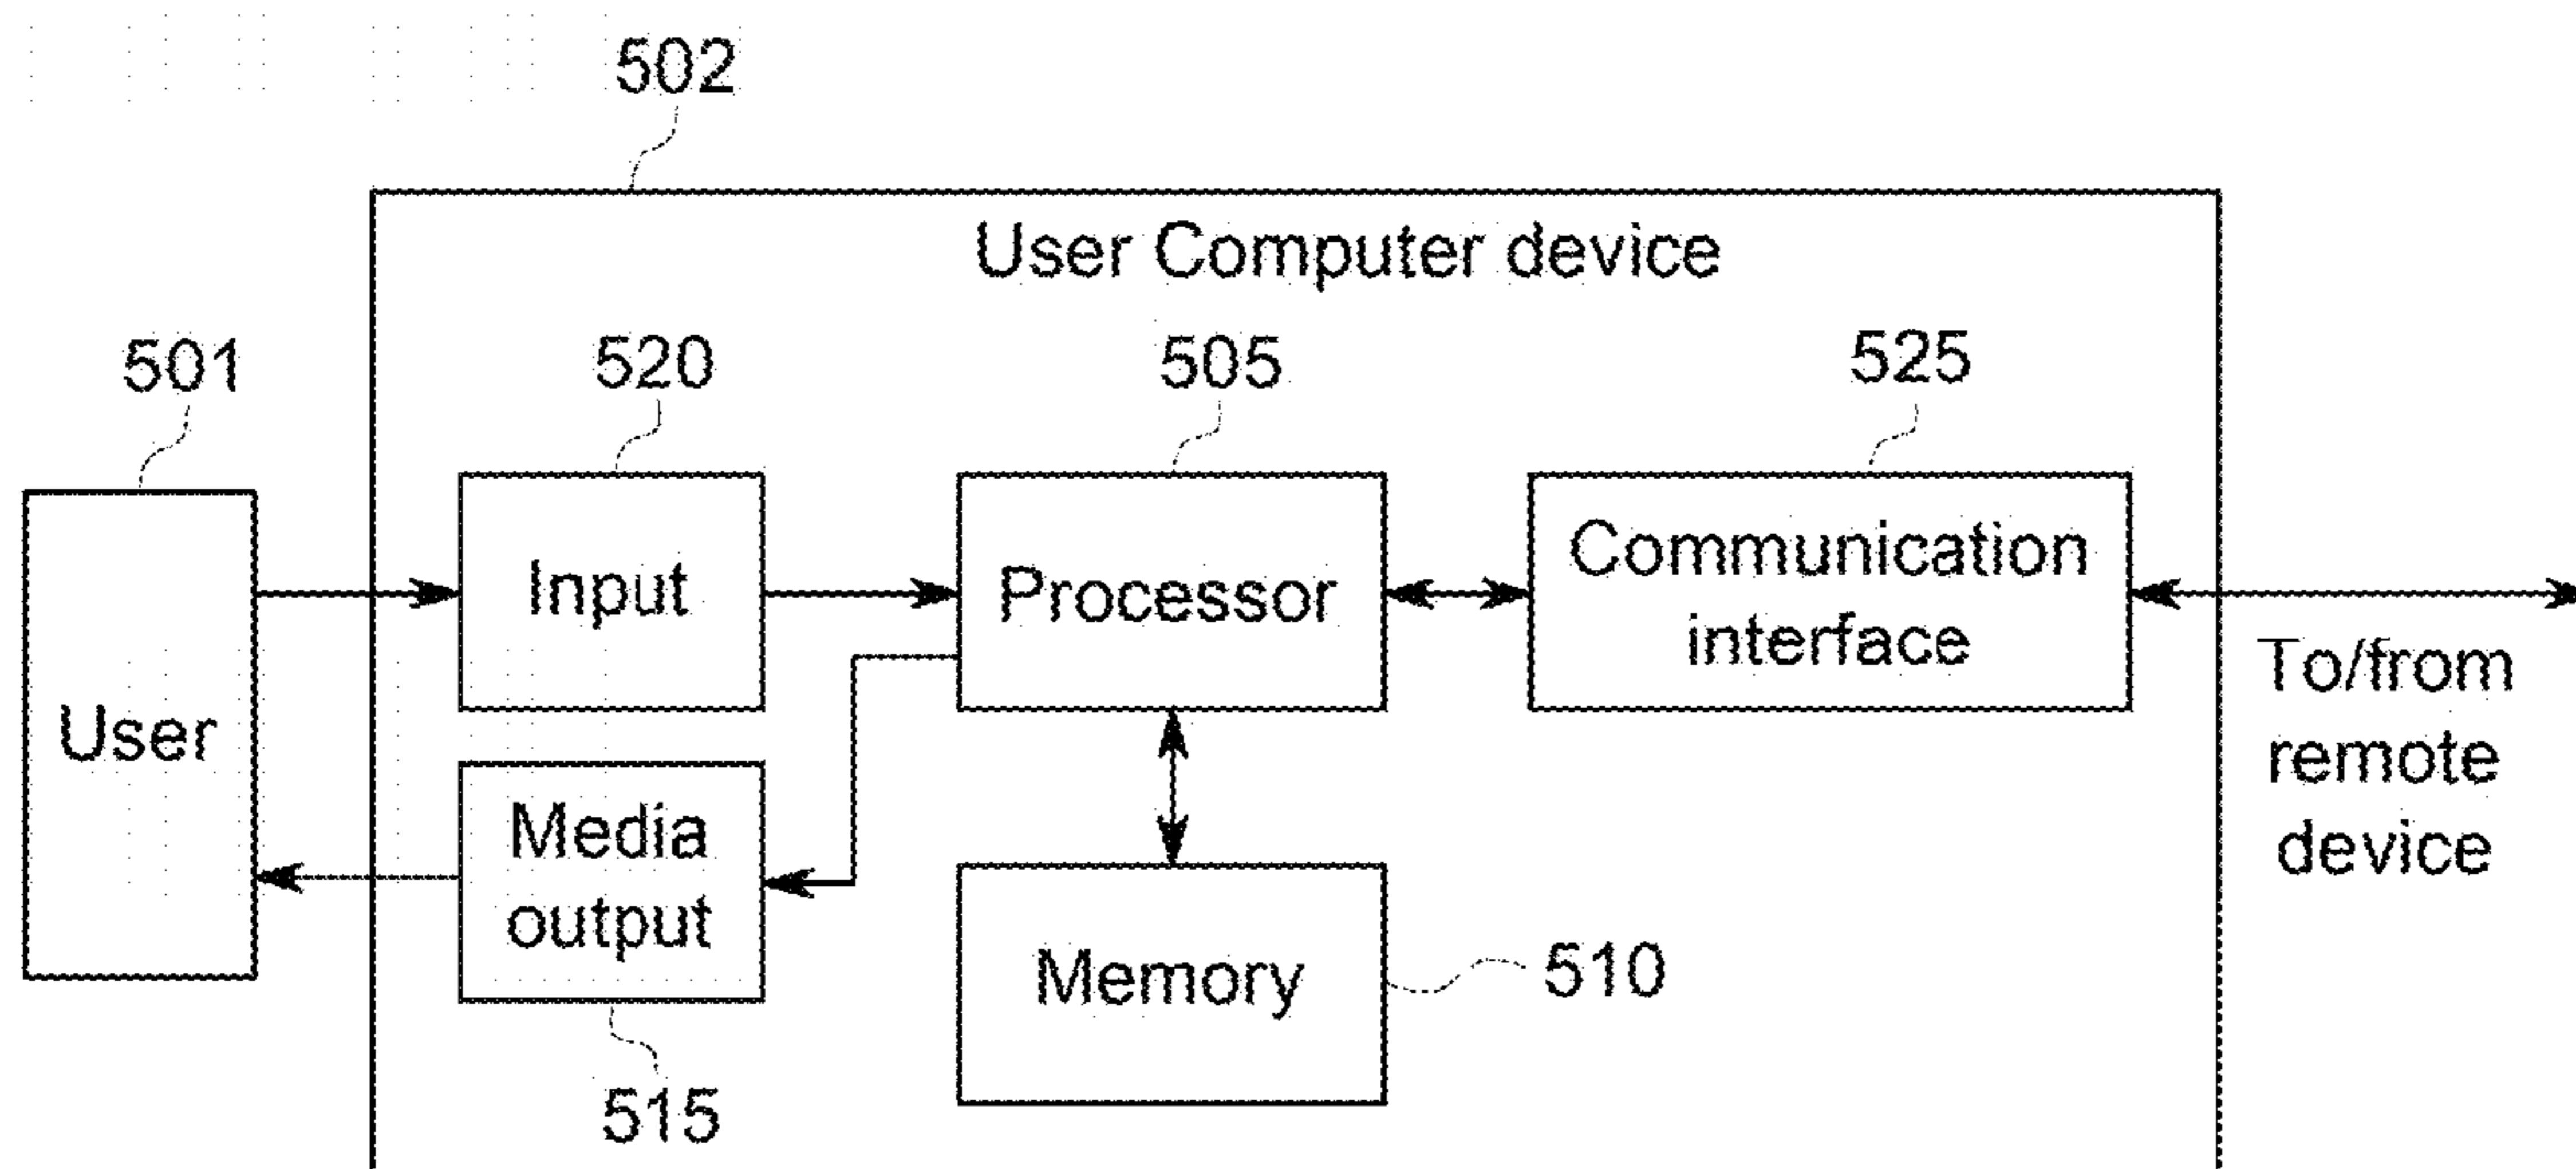 502
User Computer device
501
520
505
525
User
Input
Processor
Communication
interface
Media
output
Memory
510
515
To/from
remote
device